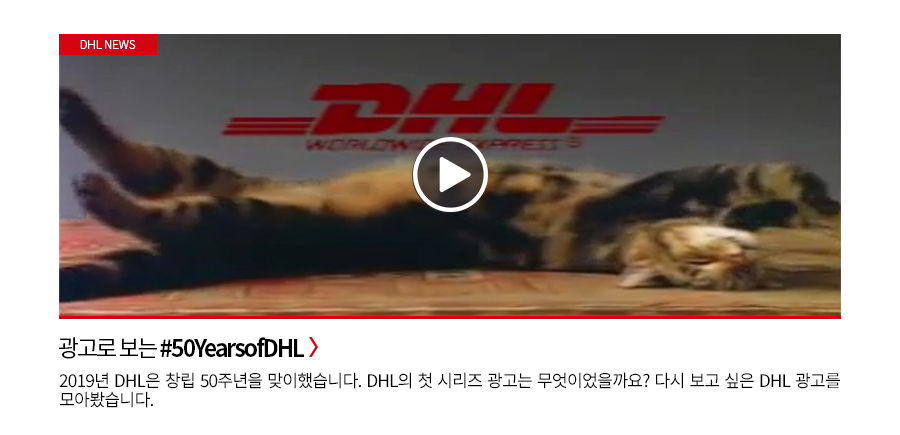 DHL NEWS
DHL
WORLDWIDE EXPRESS®
광고로 보는 #50YearsofDHL
2019년 DHL은 창립 50주년을 맞이했습니다. DHL의 첫 시리즈 광고는 무엇이었을까요? 다시 보고 싶은 DHL 광고를
모아봤습니다.